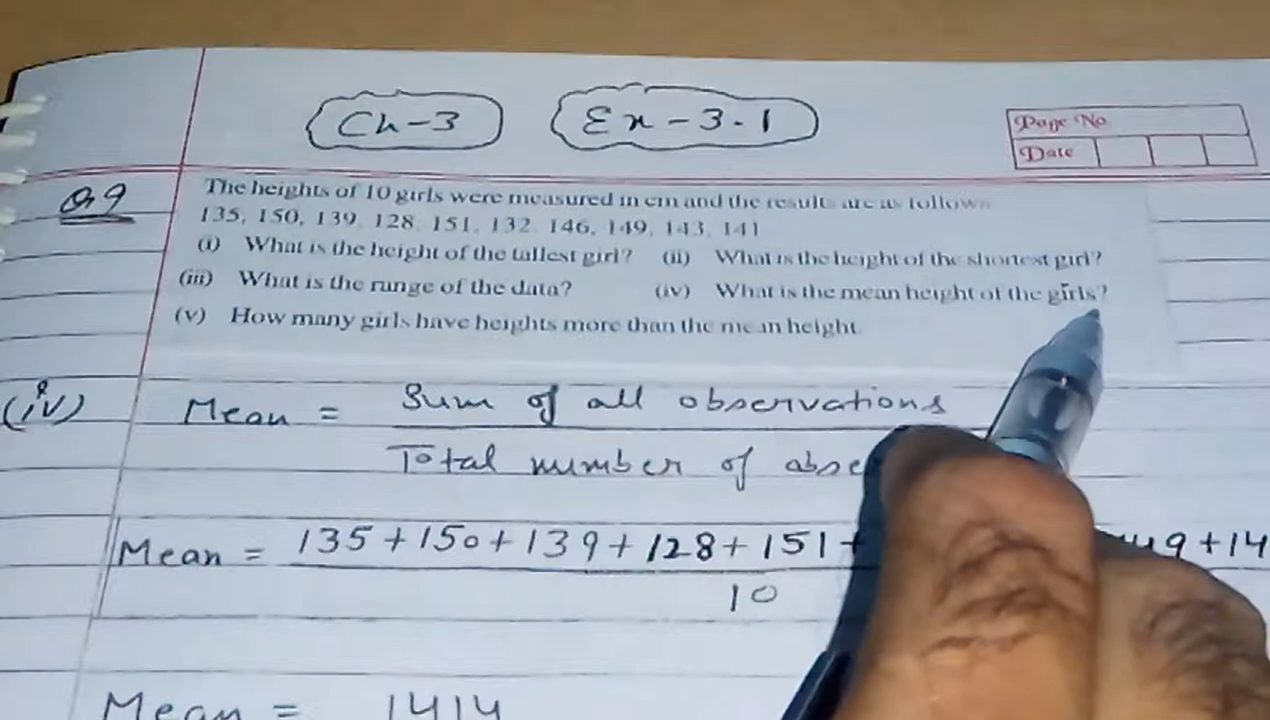 Ch-3 Ex-3.1
Page No.
Date
Q.9
The heights of 10 girls were measured in cm and the results are as follows
135, 150, 139, 128, 151, 132, 146, 149, 143, 141
(i) What is the height of the tallest girl? (ii) What is the height of the shortest girl?
(iii) What is the range of the data? (iv) What is the mean height of the girls?
(v) How many girls have heights more than the mean height
(iv) Mean = Sum of all observations
Total number of obse
Mean = 135+150+139+128+151+ 149+14
10
Mean = 1414